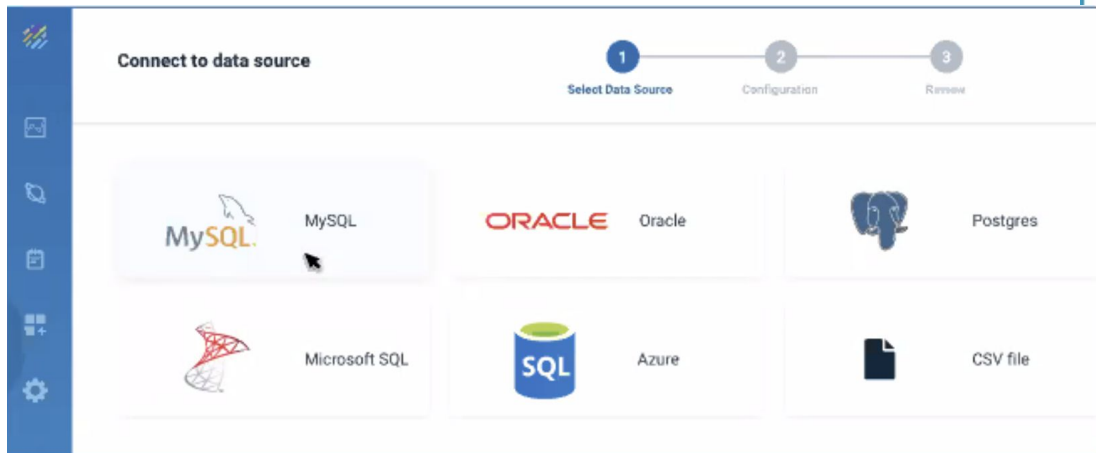 Connect to data source
1
2
3
Select Data Source
Configuration
Review
MySQL
MySQL
ORACLE
Oracle
Postgres
Microsoft SQL
SQL
Azure
CSV file